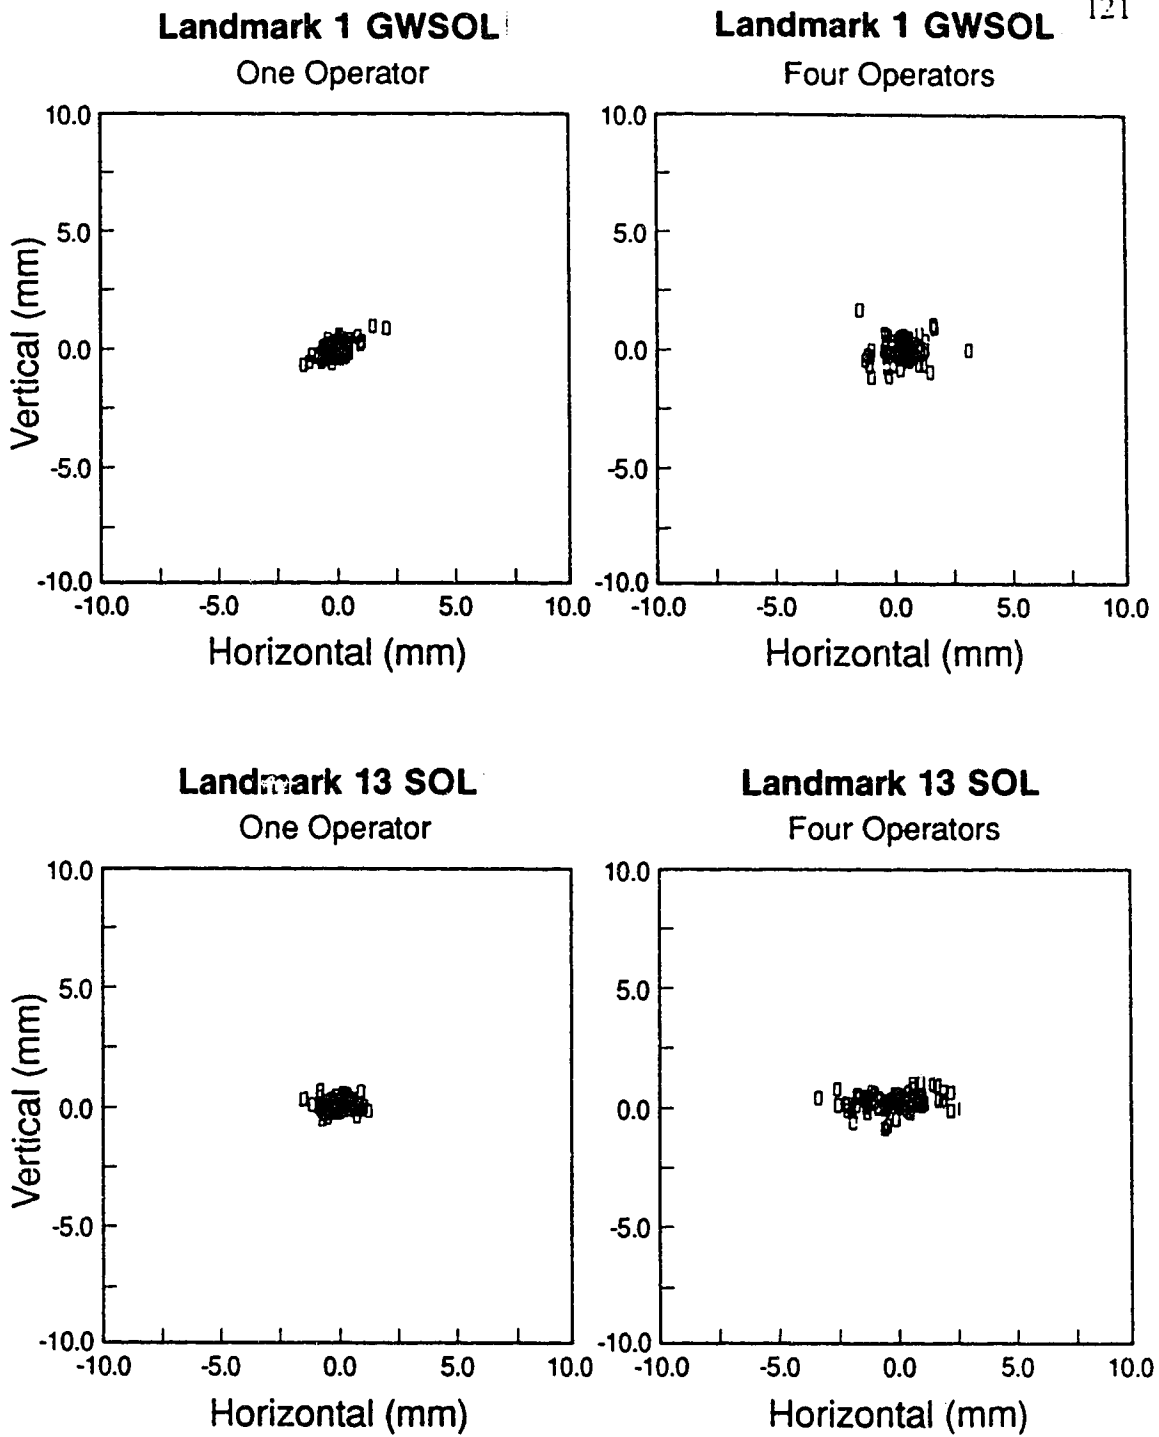 121
Landmark 1 GWSOL
One Operator
10.0
5.0
0.0
-5.0
-10.0
Vertical (mm)
-10.0 -5.0 0.0 5.0 10.0
Horizontal (mm)
Landmark 1 GWSOL
Four Operators
10.0
5.0
0.0
-5.0
-10.0
-10.0 -5.0 0.0 5.0 10.0
Horizontal (mm)
Landmark 13 SOL
One Operator
10.0
5.0
0.0
-5.0
-10.0
Vertical (mm)
-10.0 -5.0 0.0 5.0 10.0
Horizontal (mm)
Landmark 13 SOL
Four Operators
10.0
5.0
0.0
-5.0
-10.0
-10.0 -5.0 0.0 5.0 10.0
Horizontal (mm)